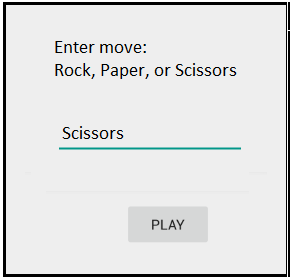 Enter move:
Rock, Paper, or Scissors
Scissors
PLAY